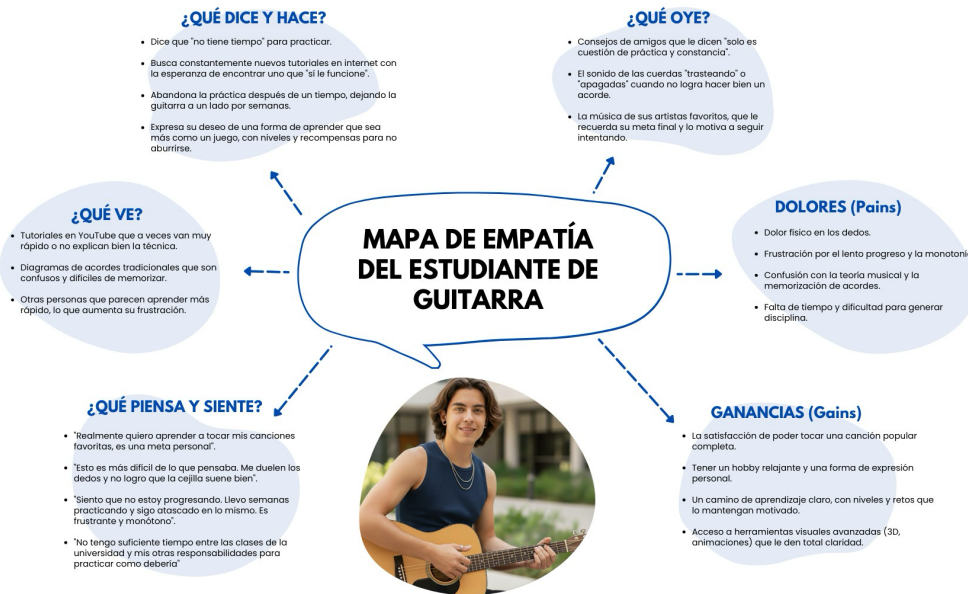 ¿QUÉ DICE Y HACE?
• Dice que "no tiene tiempo" para practicar.
• Busca constantemente nuevos tutoriales en internet con
la esperanza de encontrar uno que "sí le funcione".
• Abandona la práctica después de un tiempo, dejando la
guitarra a un lado por semanas.
• Expresa su deseo de una forma de aprender que sea
más como un juego, con niveles y recompensas para no
aburrirse.
¿QUÉ OYE?
• Consejos de amigos que le dicen "solo es
cuestión de práctica y constancia".
• El sonido de las cuerdas "trasteando" o
"apagadas" cuando no logra hacer bien un
acorde.
• La música de sus artistas favoritos, que le
recuerda su meta final y lo motiva a seguir
intentando.
¿QUÉ VE?
• Tutoriales en YouTube que a veces van muy
rápido o no explican bien la técnica.
• Diagramas de acordes tradicionales que son
confusos y difíciles de memorizar.
• Otras personas que parecen aprender más
rápido, lo que aumenta su frustración.
MAPA DE EMPATÍA
DEL ESTUDIANTE DE
GUITARRA
DOLORES (Pains)
• Dolor físico en los dedos.
• Frustración por el lento progreso y la monotoní
• Confusión con la teoría musical y la
memorización de acordes.
• Falta de tiempo y dificultad para generar
disciplina.
¿QUÉ PIENSA Y SIENTE?
• "Realmente quiero aprender a tocar mis canciones
favoritas, es una meta personal".
• "Esto es más difícil de lo que pensaba. Me duelen los
dedos y no logro que la cejilla suene bien".
• "Siento que no estoy progresando. Llevo semanas
practicando y sigo atascado en lo mismo. Es
frustrante y monótono".
• "No tengo suficiente tiempo entre las clases de la
universidad y mis otras responsabilidades para
practicar como debería"
GANANCIAS (Gains)
• La satisfacción de poder tocar una canción popular
completa.
• Tener un hobby relajante y una forma de expresión
personal.
• Un camino de aprendizaje claro, con niveles y retos que
lo mantengan motivado.
• Acceso a herramientas visuales avanzadas (3D,
animaciones) que le den total claridad.